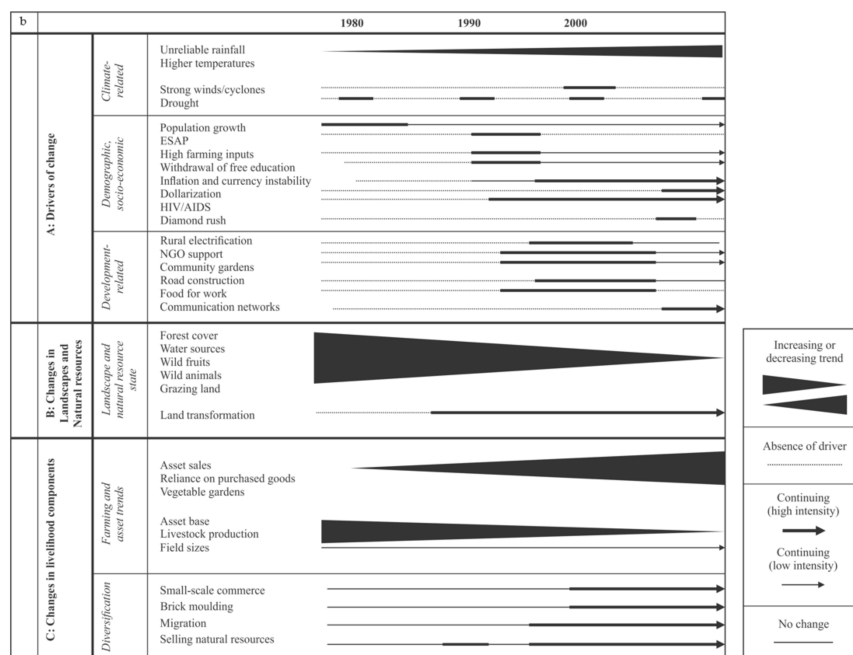 b
1980 1990 2000
A: Drivers of change
Climate-
related
Unreliable rainfall
Higher temperatures
Strong winds/cyclones
Drought
Demographic,
socio-economic
Population growth
ESAP
High farming inputs
Withdrawal of free education
Inflation and currency instability
Dollarization
HIV/AIDS
Diamond rush
Development-
related
Rural electrification
NGO support
Community gardens
Road construction
Food for work
Communication networks
B: Changes in
Landscapes and
Natural resources
Landscape and
natural resource
state
Forest cover
Water sources
Wild fruits
Wild animals
Grazing land
Land transformation
C: Changes in livelihood components
Farming and
asset trends
Asset sales
Reliance on purchased goods
Vegetable gardens
Asset base
Livestock production
Field sizes
Diversification
Small-scale commerce
Brick moulding
Migration
Selling natural resources
Increasing or
decreasing trend
Absence of driver
Continuing
(high intensity)
Continuing
(low intensity)
No change